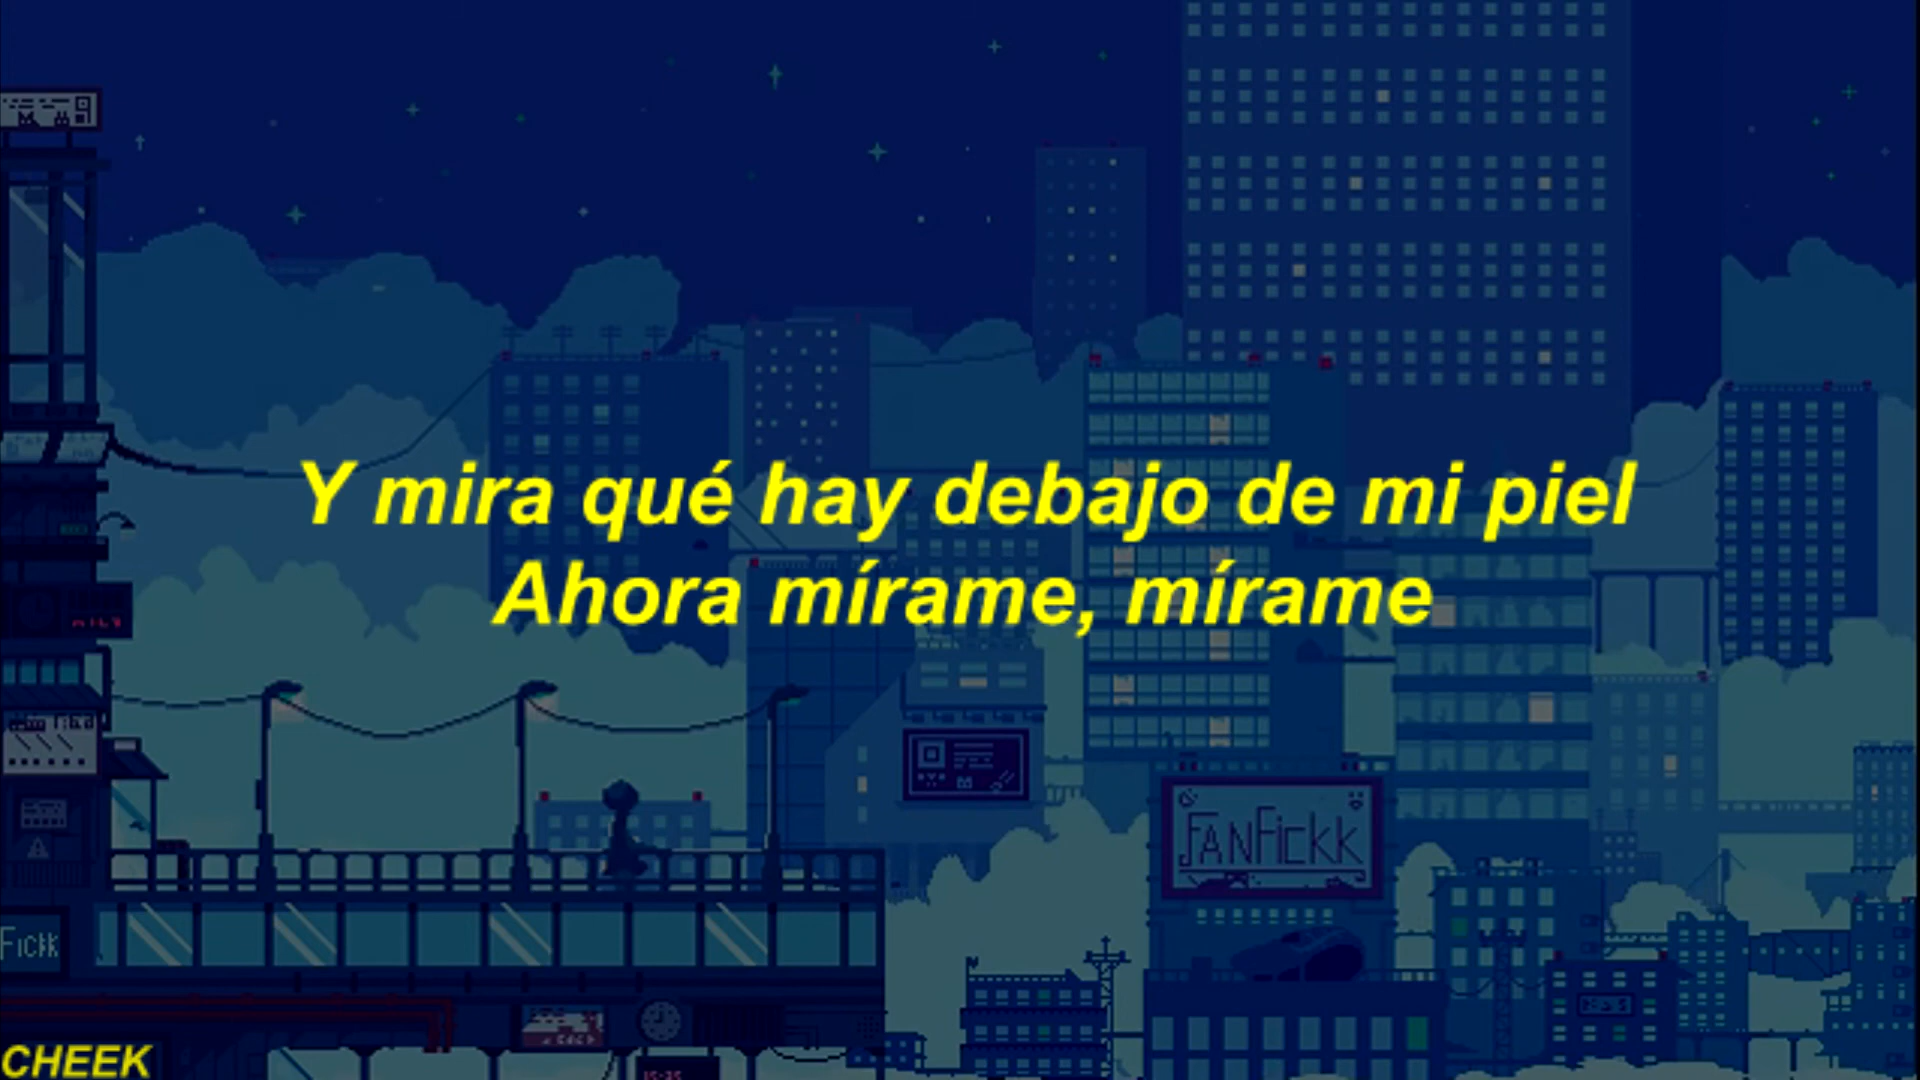 Y mira qué hay debajo de mi piel
Ahora mírame, mírame
FANFickk
Fickk
CHEEK